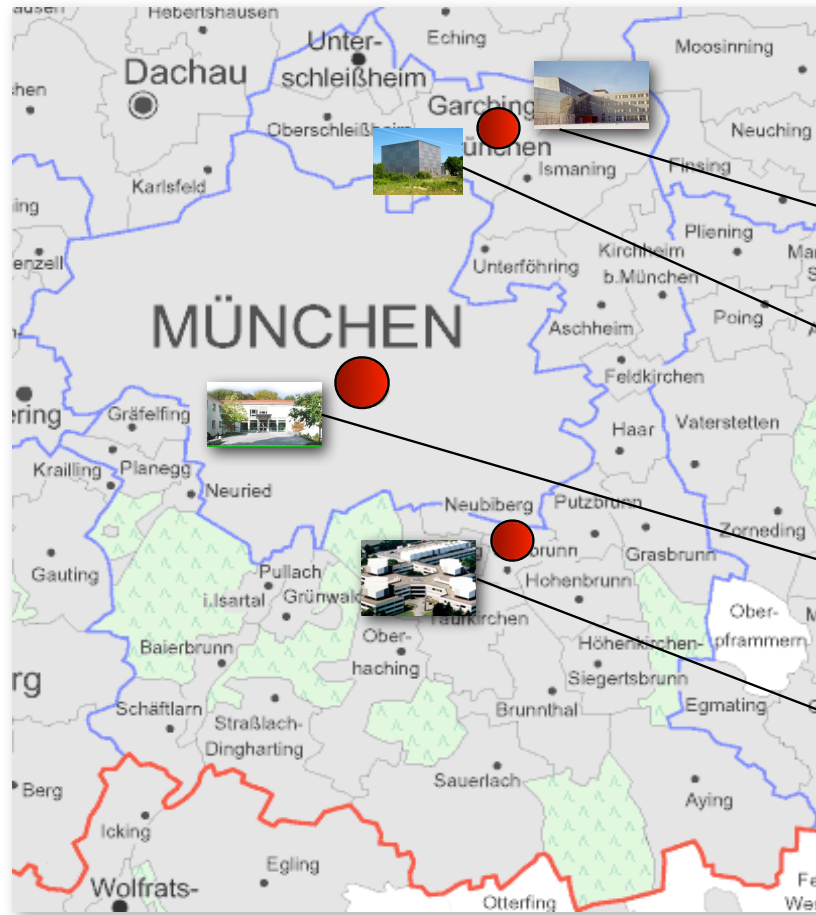 Hebertshausen
Eching
Moosinning
Unter-
schleißheim
Dachau
Garching
Oberschleißheim
Neuching
Karlsfeld
Ismaning
Finsing
Pliening
Kirchheim
b.München
Unterföhring
Poing
MÜNCHEN
Aschheim
Feldkirchen
Gräfelfing
Haar
Vaterstetten
Krailling
Planegg
Neuried
Neubiberg
Putzbrunn
Zorneding
Grasbrunn
Gauting
Pullach
i.Isartal
Grünwald
Hohenbrunn
Ober-
pframmern
Taufkirchen
Baierbrunn
Ober-
haching
Höhenkirchen-
Siegertsbrunn
Schäftlarn
Straßlach-
Dingharting
Brunnthal
Egmating
Berg
Sauerlach
Aying
Icking
Egling
Wolfrats-
Otterfing